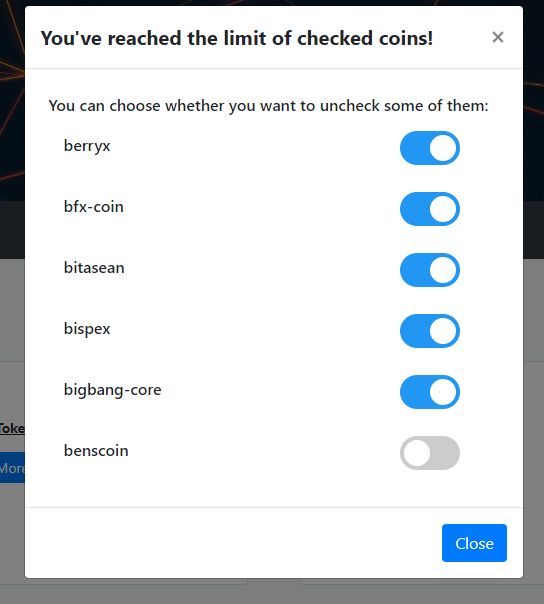 You've reached the limit of checked coins!
×
You can choose whether you want to uncheck some of them:
berryx
bfx-coin
bitasean
bispex
bigbang-core
benscoin
Toke
More
Close